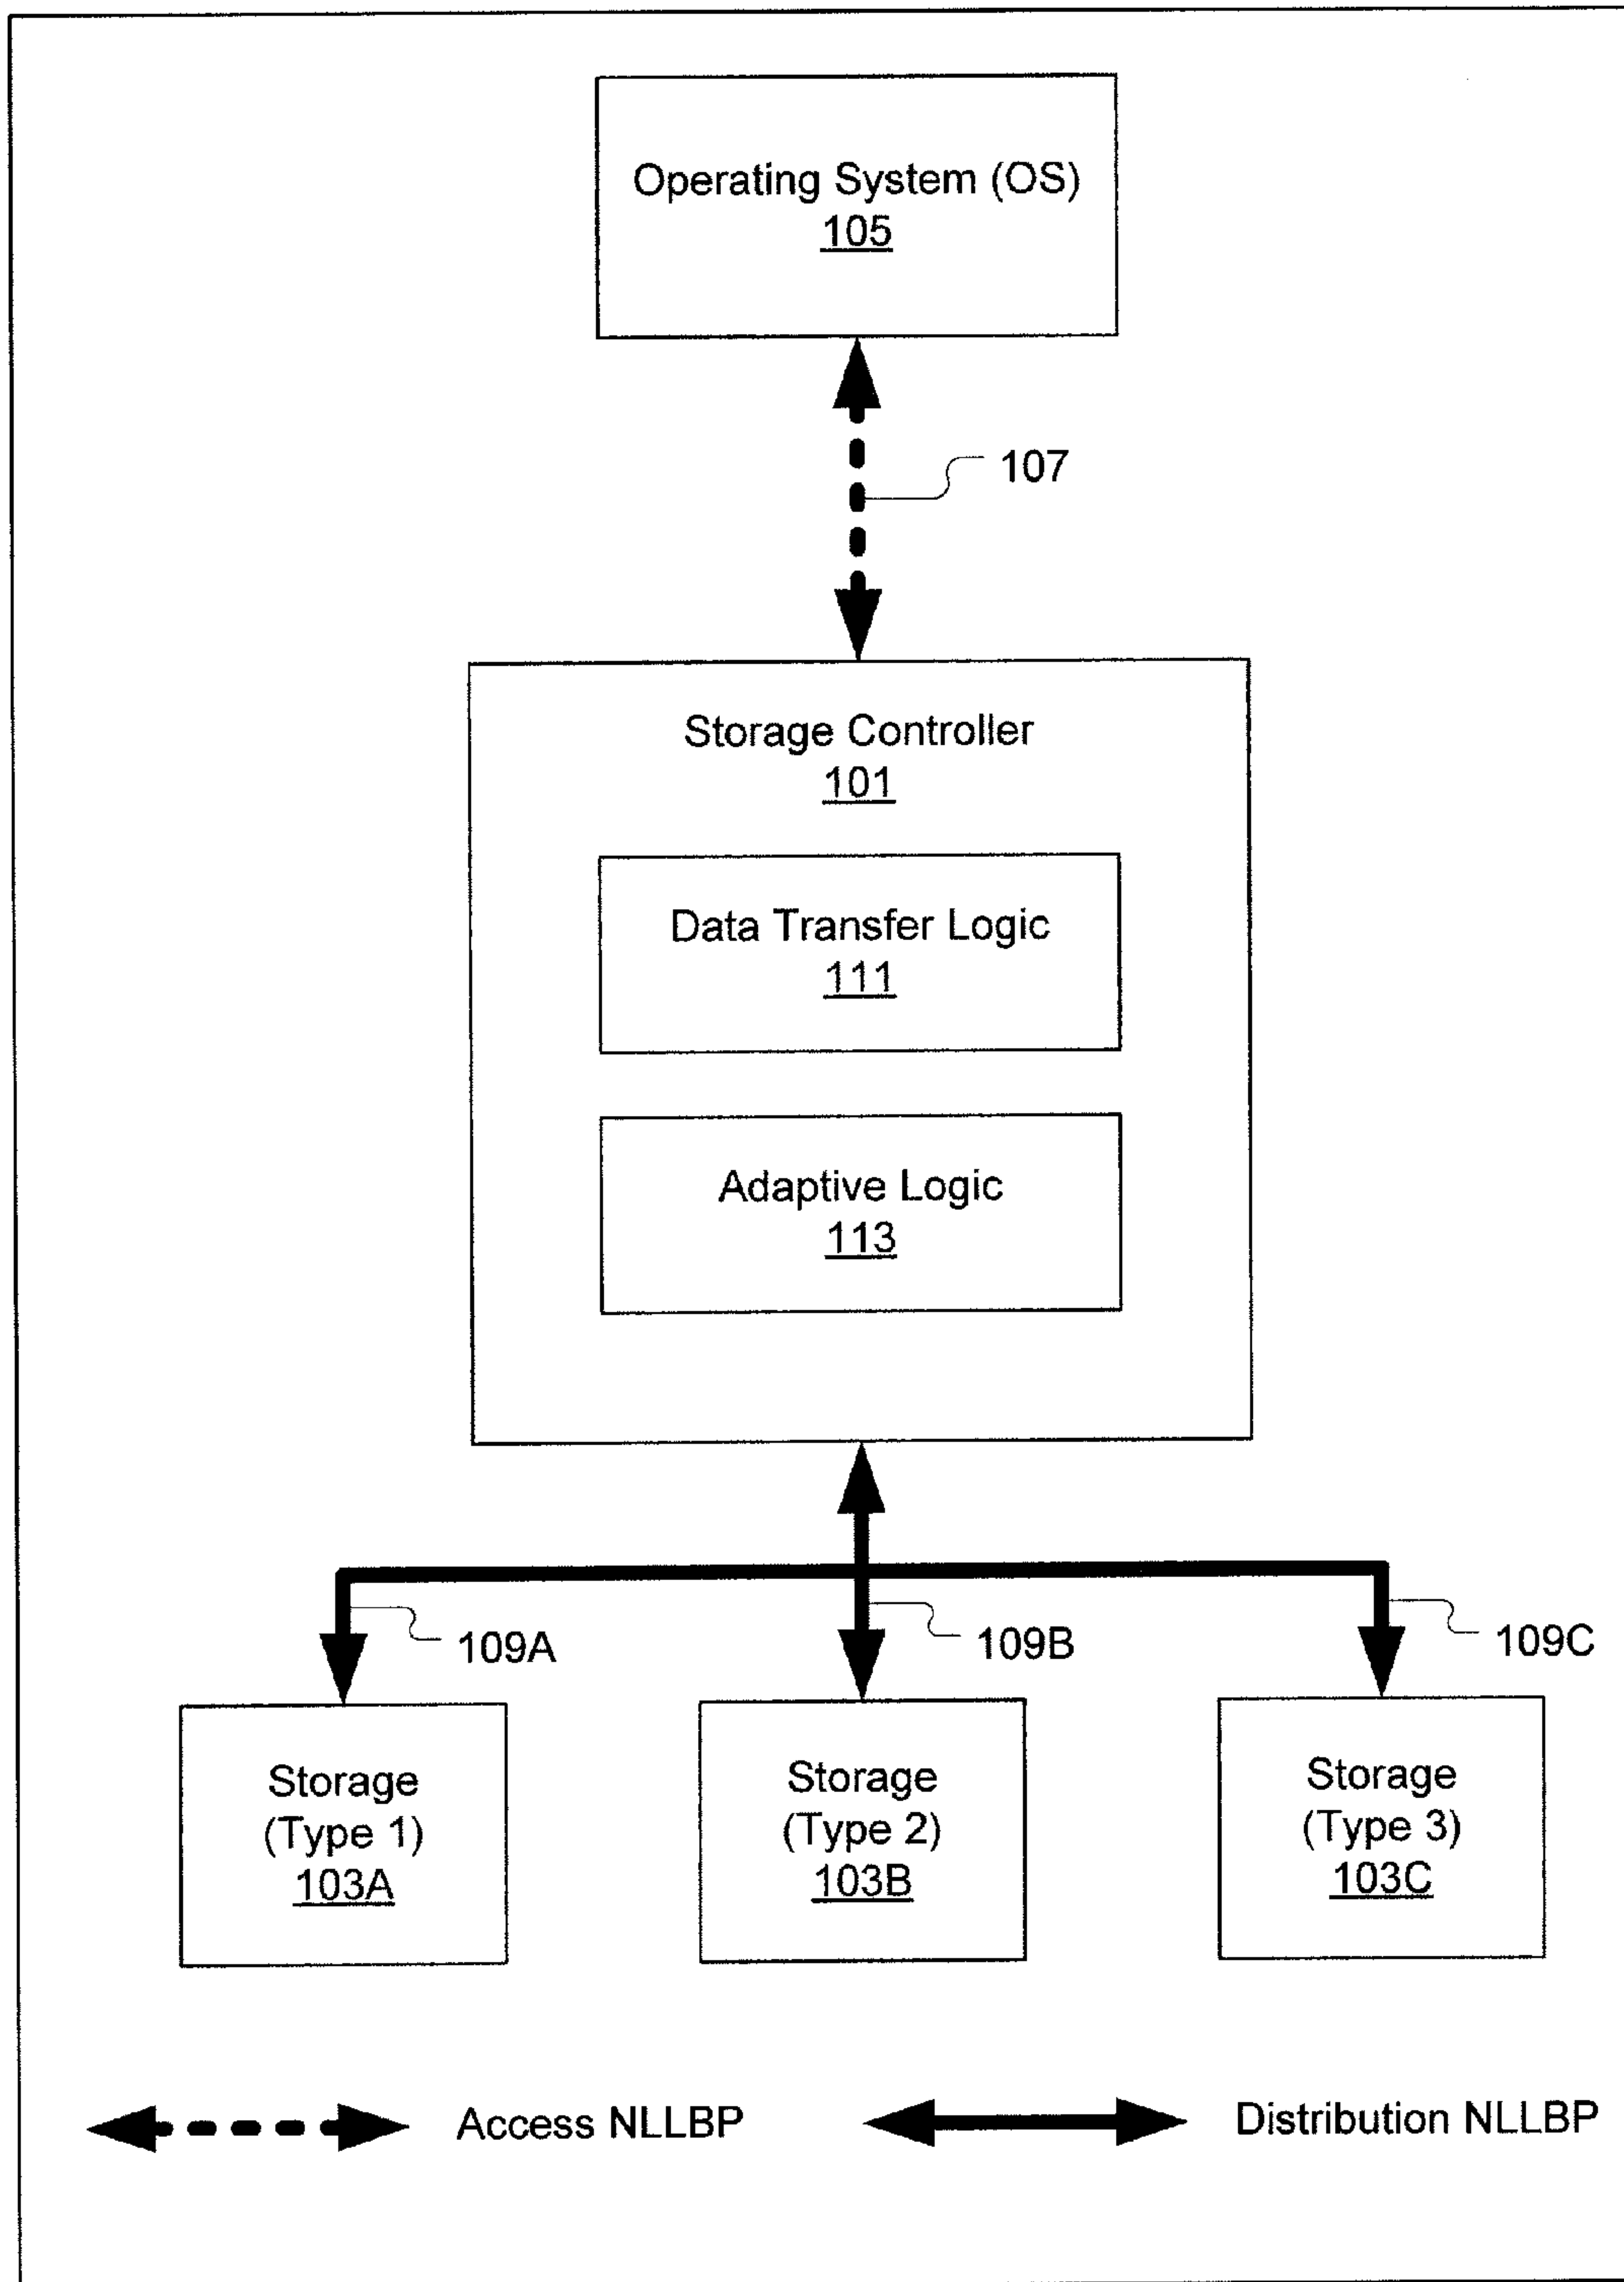 Operating System (OS)
105
107
Storage Controller
101
Data Transfer Logic
111
Adaptive Logic
113
109A
109B
109C
Storage
(Type 1)
103A
Storage
(Type 2)
103B
Storage
(Type 3)
103C
Access NLLBP
Distribution NLLBP